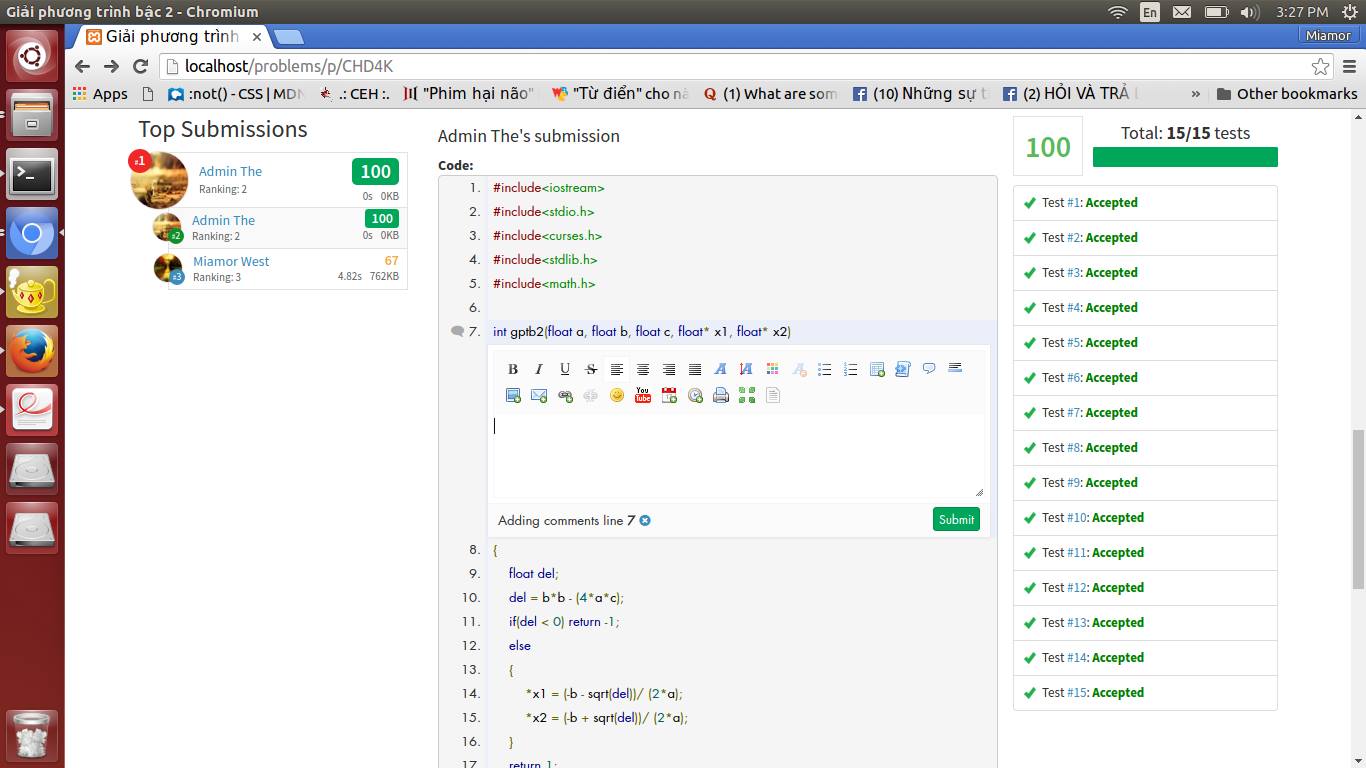 Giải phương trình bậc 2 - Chromium
En
3:27 PM
Giải phương trình
Miamor
localhost/problems/p/CHD4K
Apps
:not() - CSS | MDN
.: CEH :.
"Phim hại não"
"Từ điển" cho nà
(1) What are som
(10) Những sự t
(2) HỎI VÀ TRẢ L
»
Other bookmarks
Top Submissions
#1
Admin The
100
Ranking: 2
0s 0KB
Admin The
100
#2
Ranking: 2
0s 0KB
Miamor West
67
#3
Ranking: 3
4.82s 762KB
Admin The's submission
Code:
1. #include<iostream>
2. #include<stdio.h>
3. #include<curses.h>
4. #include<stdlib.h>
5. #include<math.h>
6.
7. int gptb2(float a, float b, float c, float* x1, float* x2)
B I U S A A A
You Tube
Adding comments line 7
Submit
8. {
9. float del;
10. del = b*b - (4*a*c);
11. if(del < 0) return -1;
12. else
13. {
14. *x1 = (-b - sqrt(del))/ (2*a);
15. *x2 = (-b + sqrt(del))/ (2*a);
16. }
17. return 1;
100
Total: 15/15 tests
Test #1: Accepted
Test #2: Accepted
Test #3: Accepted
Test #4: Accepted
Test #5: Accepted
Test #6: Accepted
Test #7: Accepted
Test #8: Accepted
Test #9: Accepted
Test #10: Accepted
Test #11: Accepted
Test #12: Accepted
Test #13: Accepted
Test #14: Accepted
Test #15: Accepted